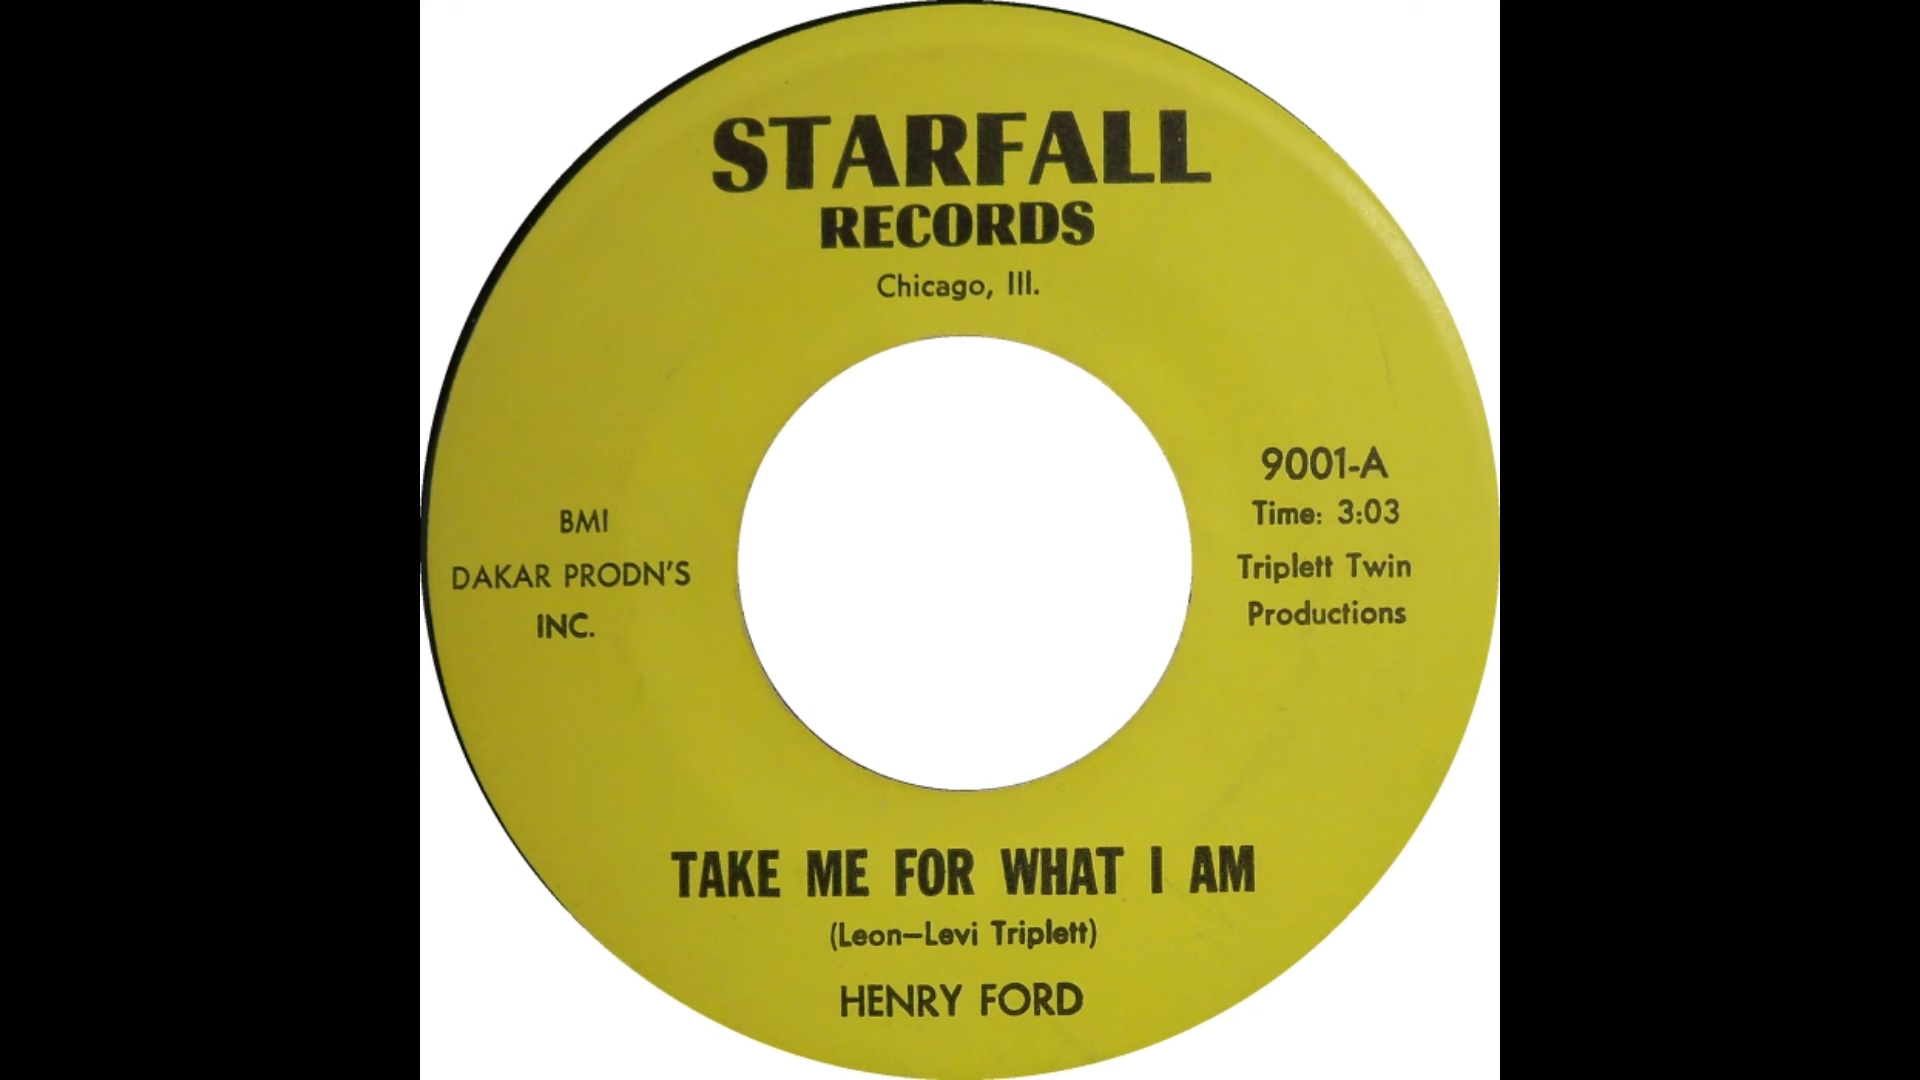 STARFALL
RECORDS
Chicago, Ill.
BMI
DAKAR PRODN'S
INC.
9001-A
Time: 3:03
Triplett Twin
Productions
TAKE ME FOR WHAT I AM
(Leon–Levi Triplett)
HENRY FORD